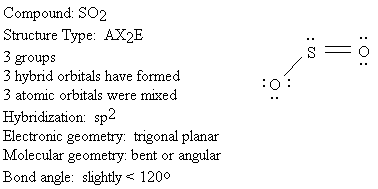 Compound: SO2
Structure Type:  AX2E
3 groups
3 hybrid orbitals have formed
3 atomic orbitals were mixed
Hybridization:  sp2
Electronic geometry:  trigonal planar
Molecular geometry: bent or angular
Bond angle:  slightly < 120o
S
O
O